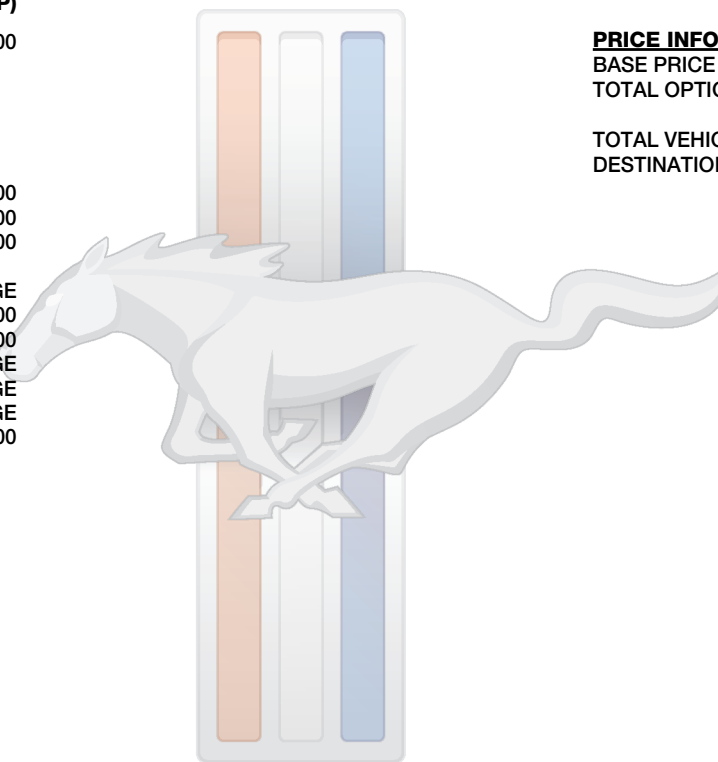 P)
00
00
00
00
GE
00
00
GE
GE
GE
00
PRICE INFO
BASE PRICE
TOTAL OPTIO
TOTAL VEHIC
DESTINATION